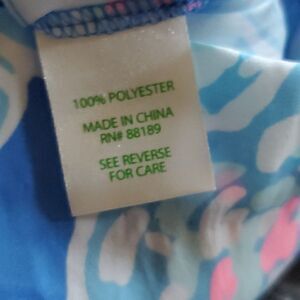 100% POLYESTER
MADE IN CHINA
RN# 88189
SEE REVERSE
FOR CARE